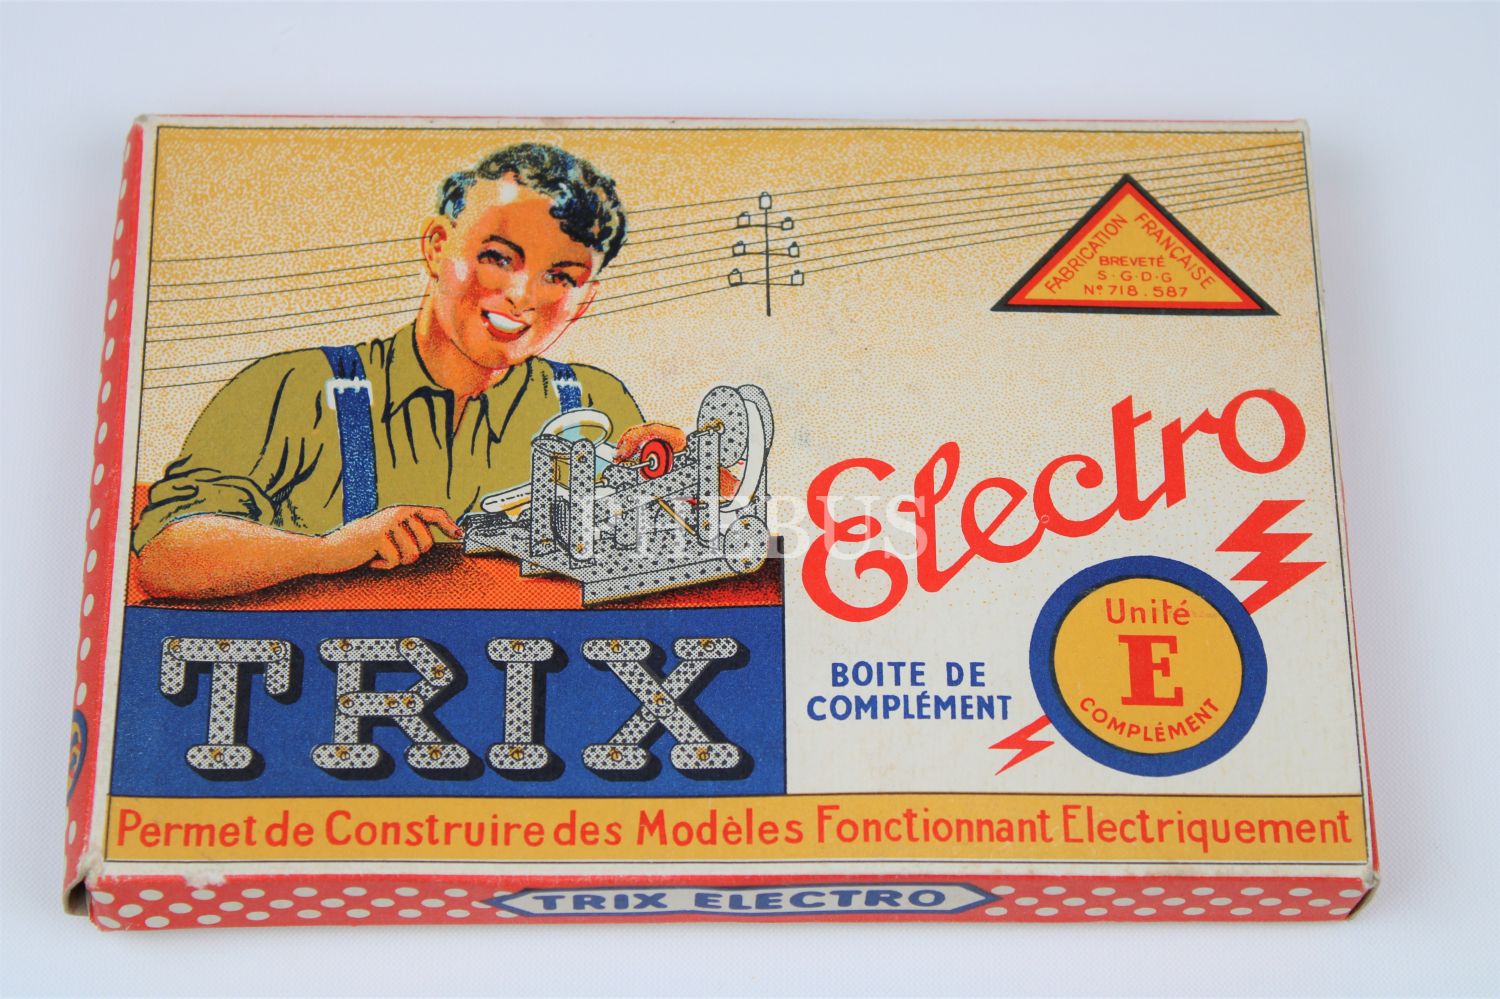 FABRICATION FRANÇAISE
BREVETÉ
S·G·D·G
Nº 718.587
Electro
PHEBUS
Unité
E
COMPLÉMENT
BOITE DE
COMPLÉMENT
TRIX
Permet de Construire des Modèles Fonctionnant Electriquement
TRIX ELECTRO